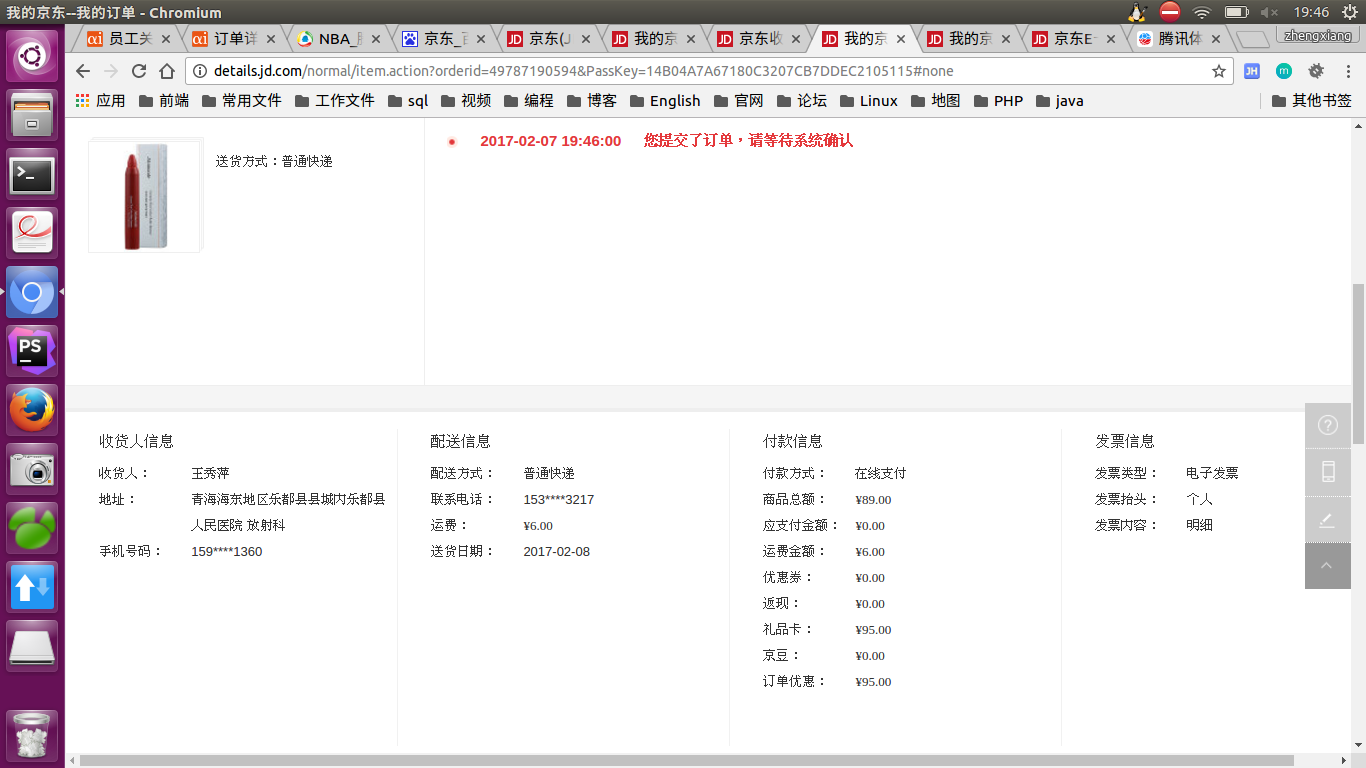 我的京东--我的订单 - Chromium
19:46
员工关
订单详
NBA_
京东_百
京东(J
我的京
京东收
我的京
我的京
京东E-
腾讯体
zhengxiang
details.jd.com/normal/item.action?orderid=49787190594&PassKey=14B04A7A67180C3207CB7DDEC2105115#none
JH
m
应用 前端 常用文件 工作文件 sql 视频 编程 博客 English 官网 论坛 Linux 地图 PHP java 其他书签
2017-02-07 19:46:00 您提交了订单，请等待系统确认
送货方式：普通快递
PS
收货人信息
收货人： 王秀萍
地址： 青海海东地区乐都县县城内乐都县
人民医院 放射科
手机号码： 159****1360
配送信息
配送方式： 普通快递
联系电话： 153****3217
运费： ¥6.00
送货日期： 2017-02-08
付款信息
付款方式： 在线支付
商品总额： ¥89.00
应支付金额： ¥0.00
运费金额： ¥6.00
优惠券： ¥0.00
返现： ¥0.00
礼品卡： ¥95.00
京豆： ¥0.00
订单优惠： ¥95.00
发票信息
发票类型： 电子发票
发票抬头： 个人
发票内容： 明细